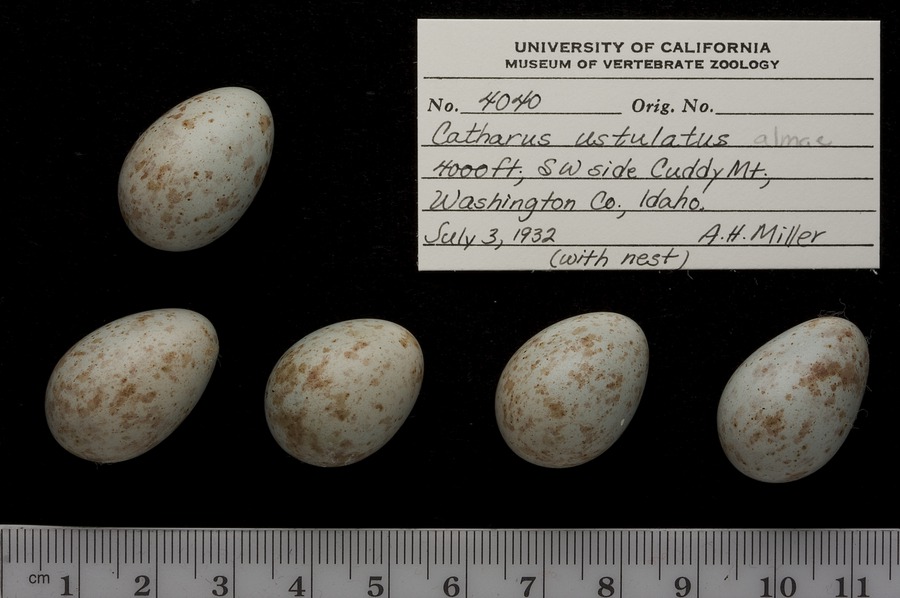 UNIVERSITY OF CALIFORNIA
MUSEUM OF VERTEBRATE ZOOLOGY
No. 4040 Orig. No.
Catharus ustulatus almae
4000 ft, SW side Cuddy Mt,
Washington Co., Idaho.
July 3, 1932 A.H. Miller
(with nest)
cm 1 2 3 4 5 6 7 8 9 10 11